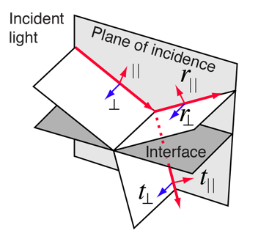 Incident
light
Plane of incidence
||
⊥
r||
r⊥
Interface
t⊥
t||